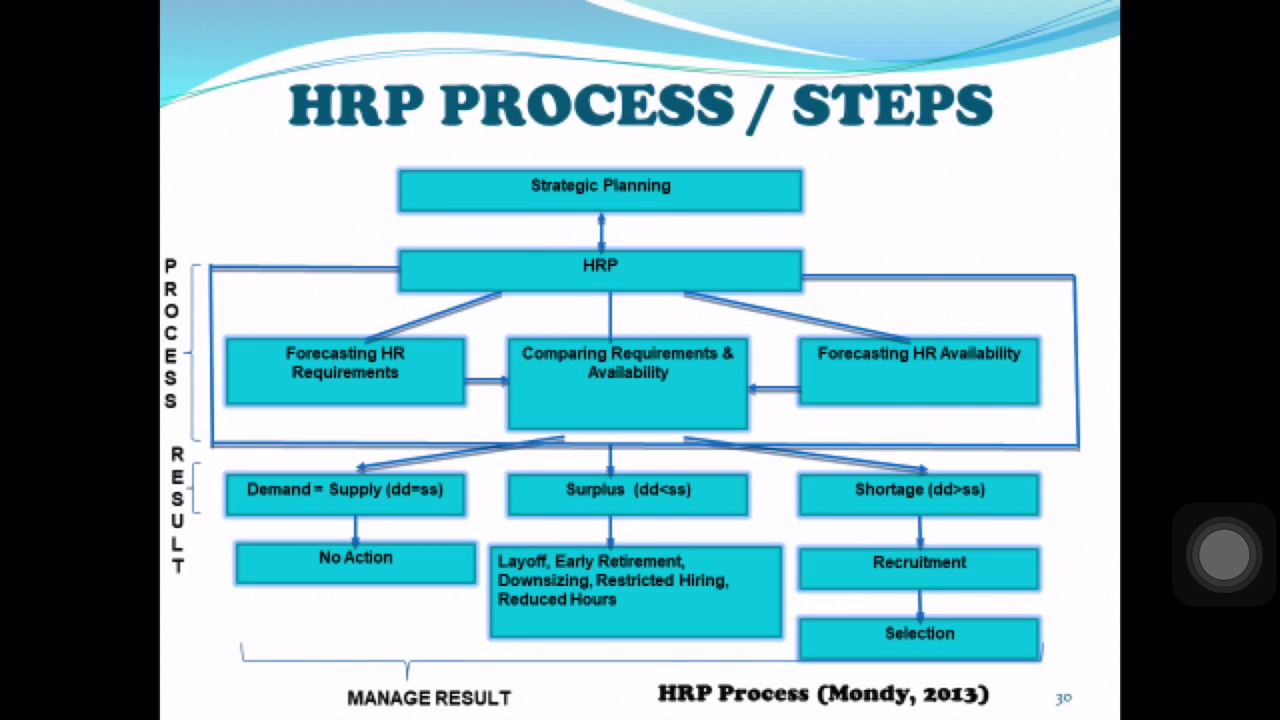 HRP PROCESS / STEPS
Strategic Planning
HRP
PROCESS
Forecasting HR
Requirements
Comparing Requirements &
Availability
Forecasting HR Availability
RESULT
Demand = Supply (dd=ss)
Surplus (dd<ss)
Shortage (dd>ss)
No Action
Layoff, Early Retirement,
Downsizing, Restricted Hiring,
Reduced Hours
Recruitment
Selection
MANAGE RESULT
HRP Process (Mondy, 2013)
30